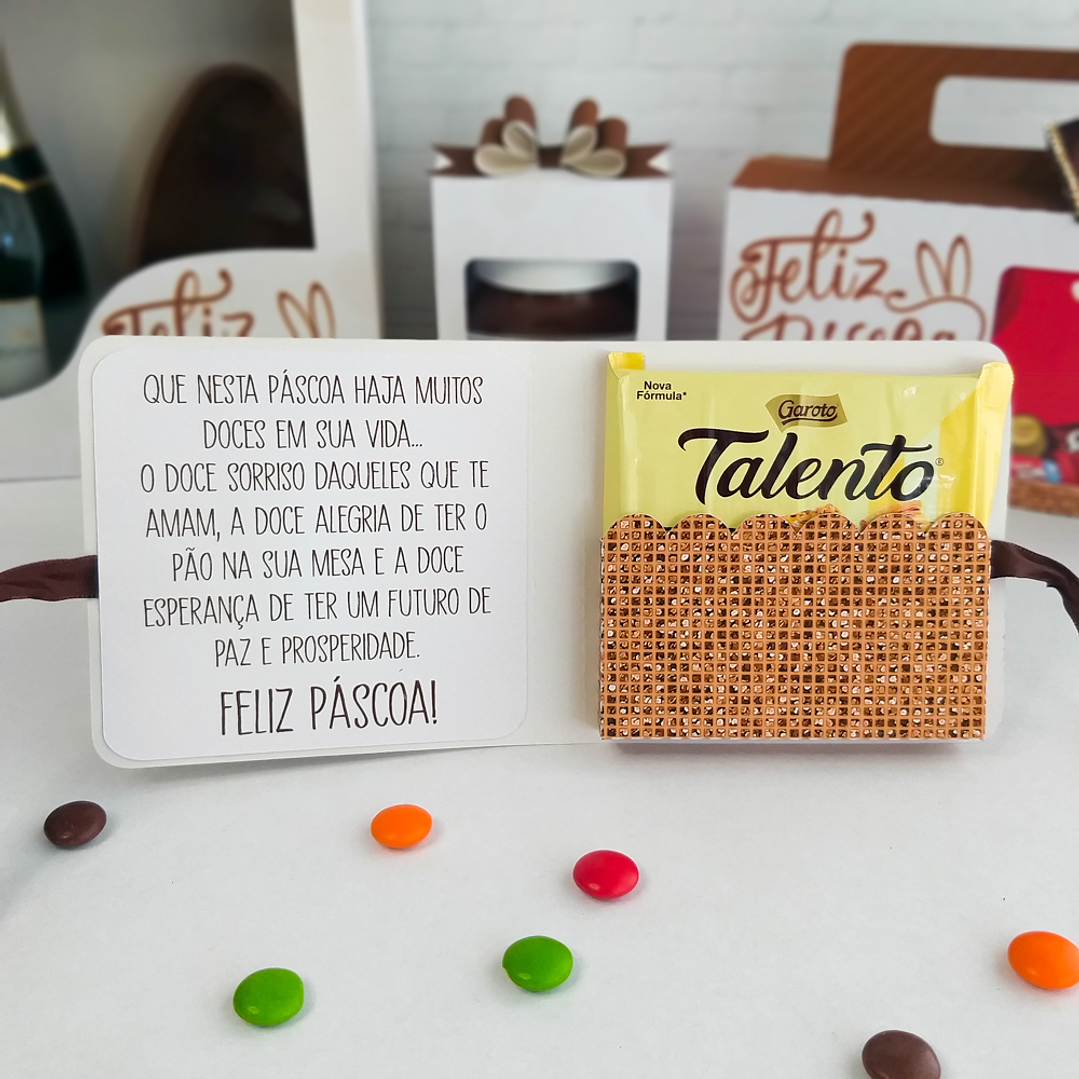 Feliz
Feliz
Páscoa
QUE NESTA PÁSCOA HAJA MUITOS
DOCES EM SUA VIDA...
O DOCE SORRISO DAQUELES QUE TE
AMAM, A DOCE ALEGRIA DE TER O
PÃO NA SUA MESA E A DOCE
ESPERANÇA DE TER UM FUTURO DE
PAZ E PROSPERIDADE.
FELIZ PÁSCOA!
Nova
Fórmula*
Garoto
Talento®